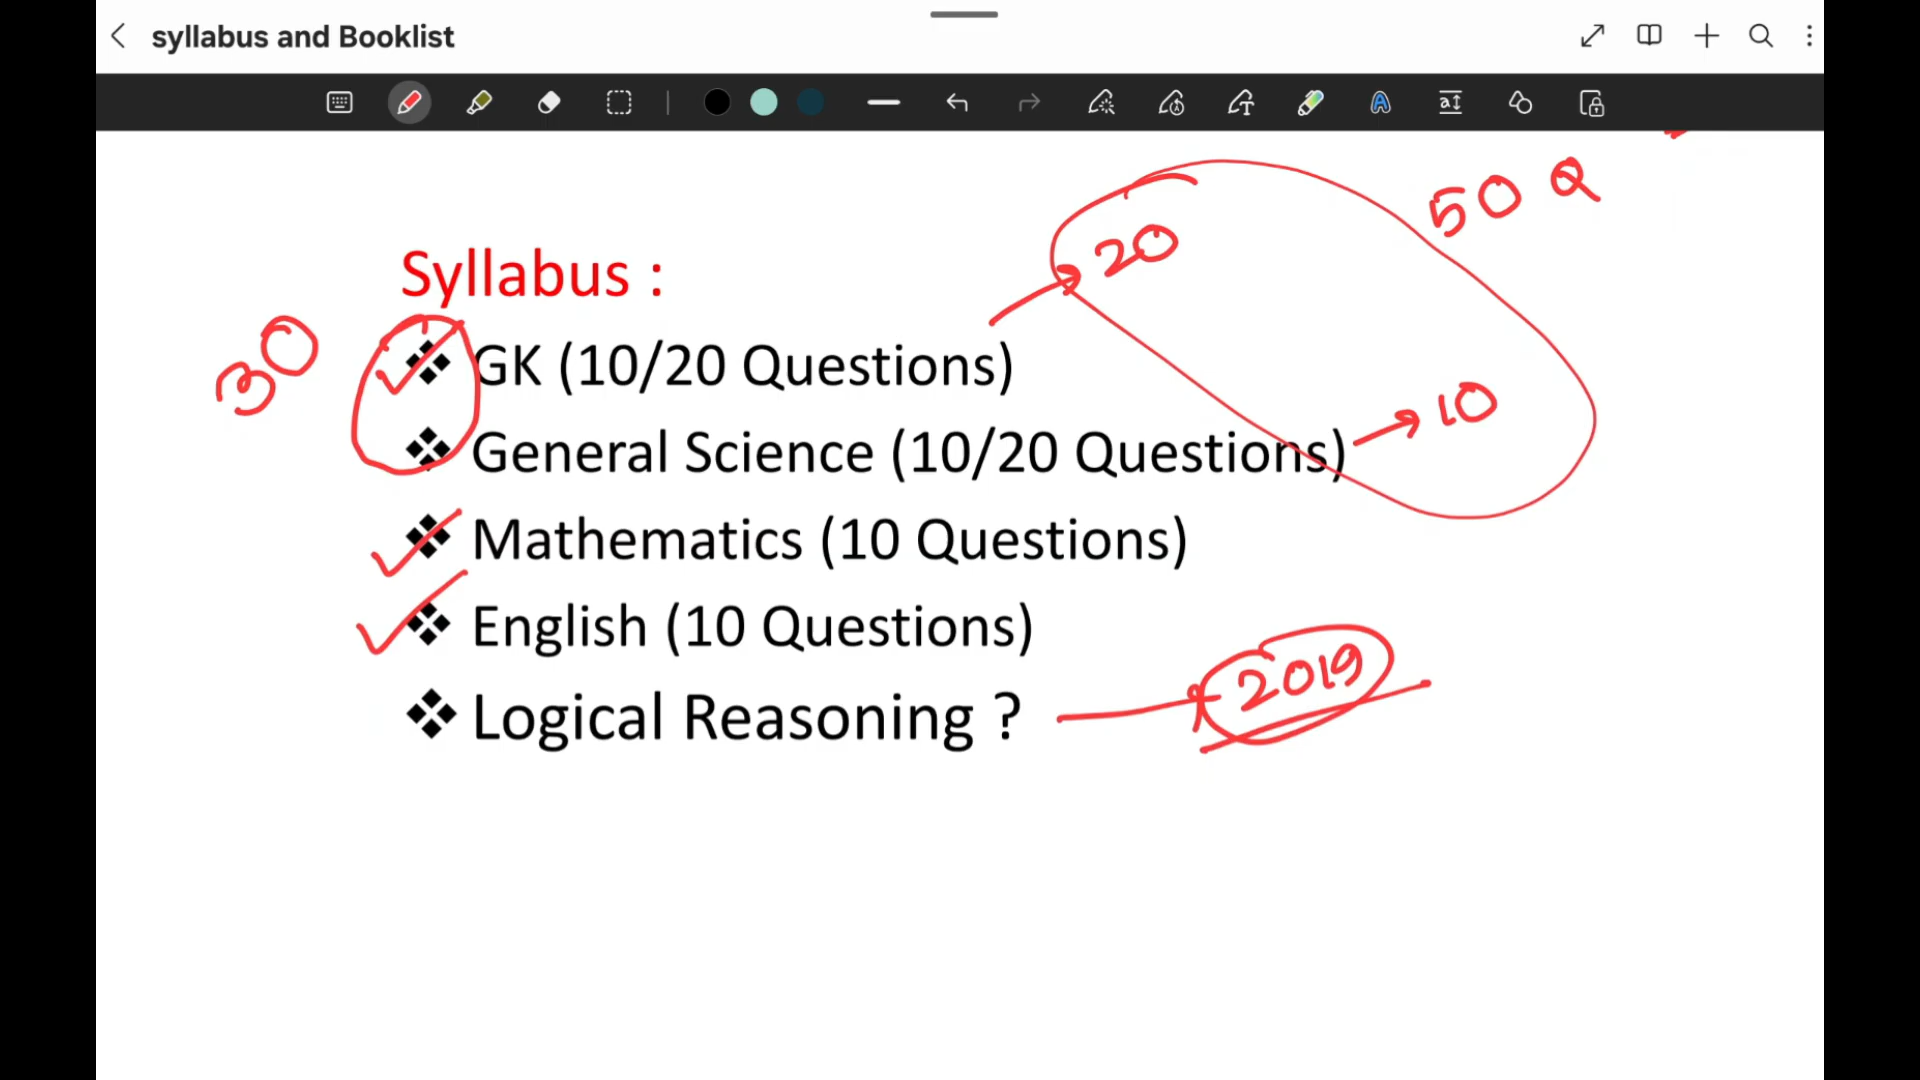 syllabus and Booklist
50 Q
20
Syllabus :
30
GK (10/20 Questions)
10
General Science (10/20 Questions)
Mathematics (10 Questions)
English (10 Questions)
2019
Logical Reasoning ?